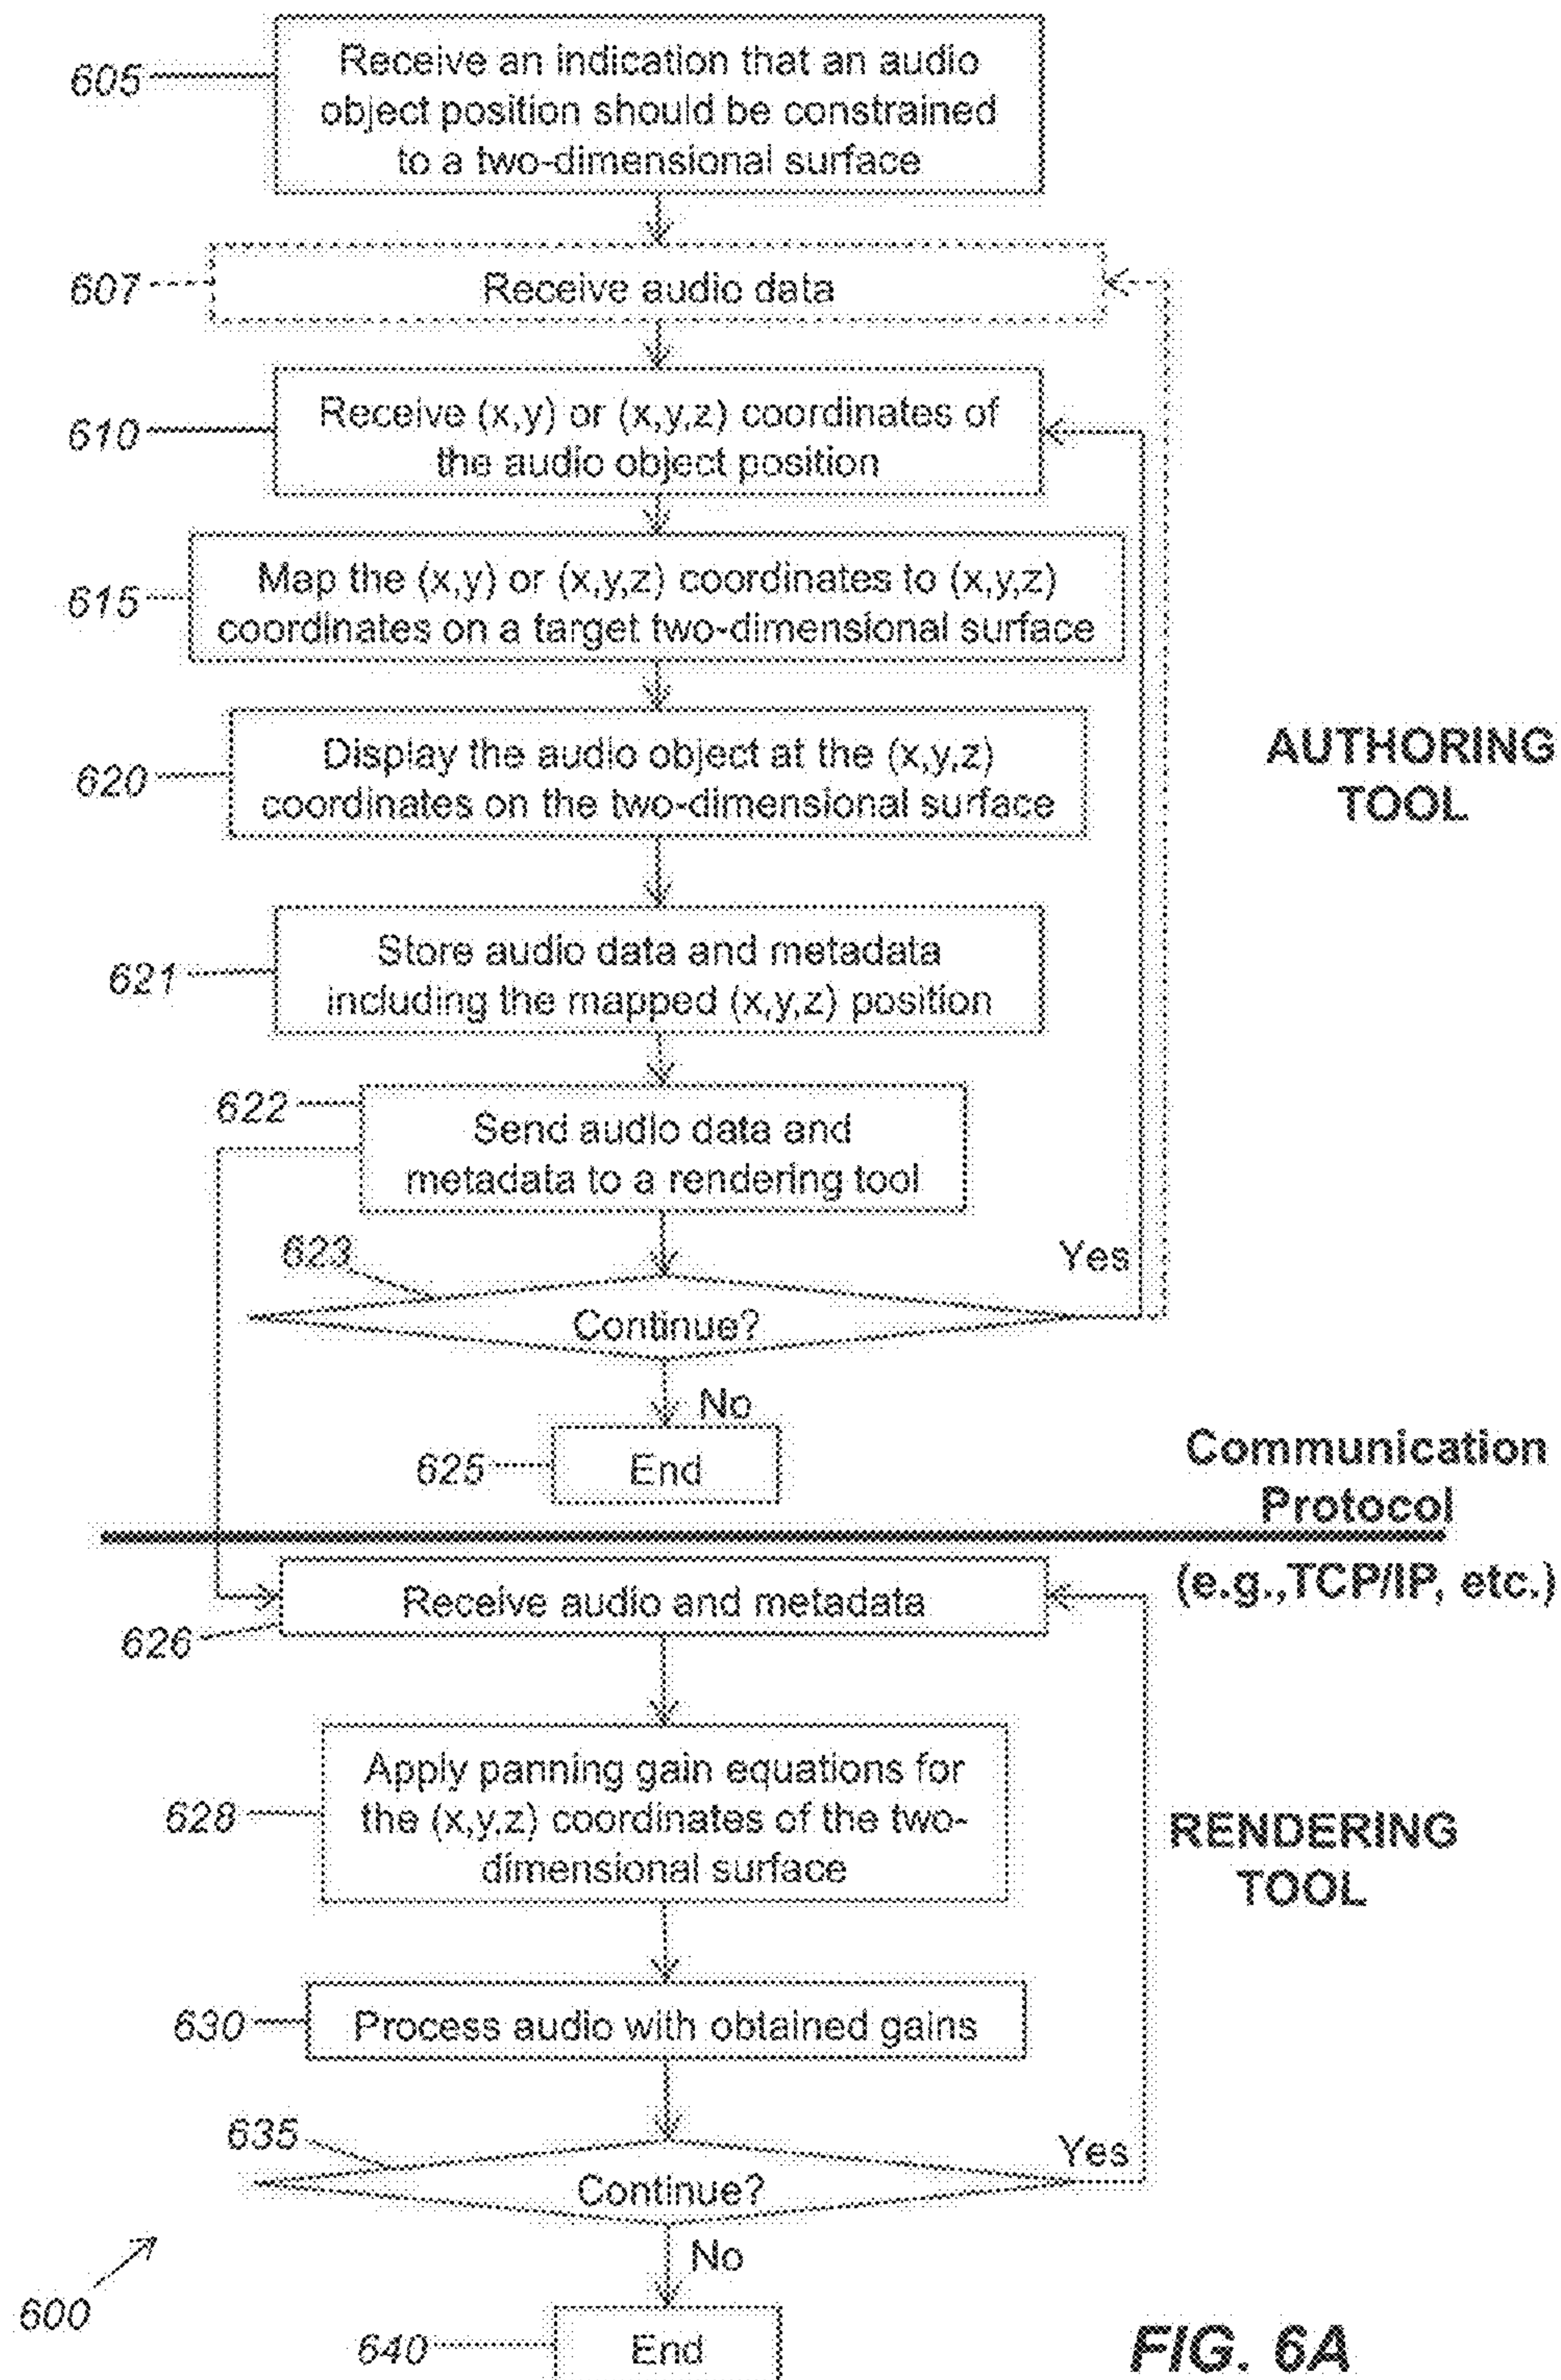 605
Receive an indication that an audio
object position should be constrained
to a two-dimensional surface
607
Receive audio data
610
Receive (x,y) or (x,y,z) coordinates of
the audio object position
615
Map the (x,y) or (x,y,z) coordinates to (x,y,z)
coordinates on a target two-dimensional surface
620
Display the audio object at the (x,y,z)
coordinates on the two-dimensional surface
AUTHORING
TOOL
621
Store audio data and metadata
including the mapped (x,y,z) position
622
Send audio data and
metadata to a rendering tool
623
Yes
Continue?
No
625
End
Communication
Protocol
(e.g.,TCP/IP, etc.)
Receive audio and metadata
626
628
Apply panning gain equations for
the (x,y,z) coordinates of the two-
dimensional surface
RENDERING
TOOL
630
Process audio with obtained gains
635
Yes
Continue?
No
600
640
End
FIG. 6A